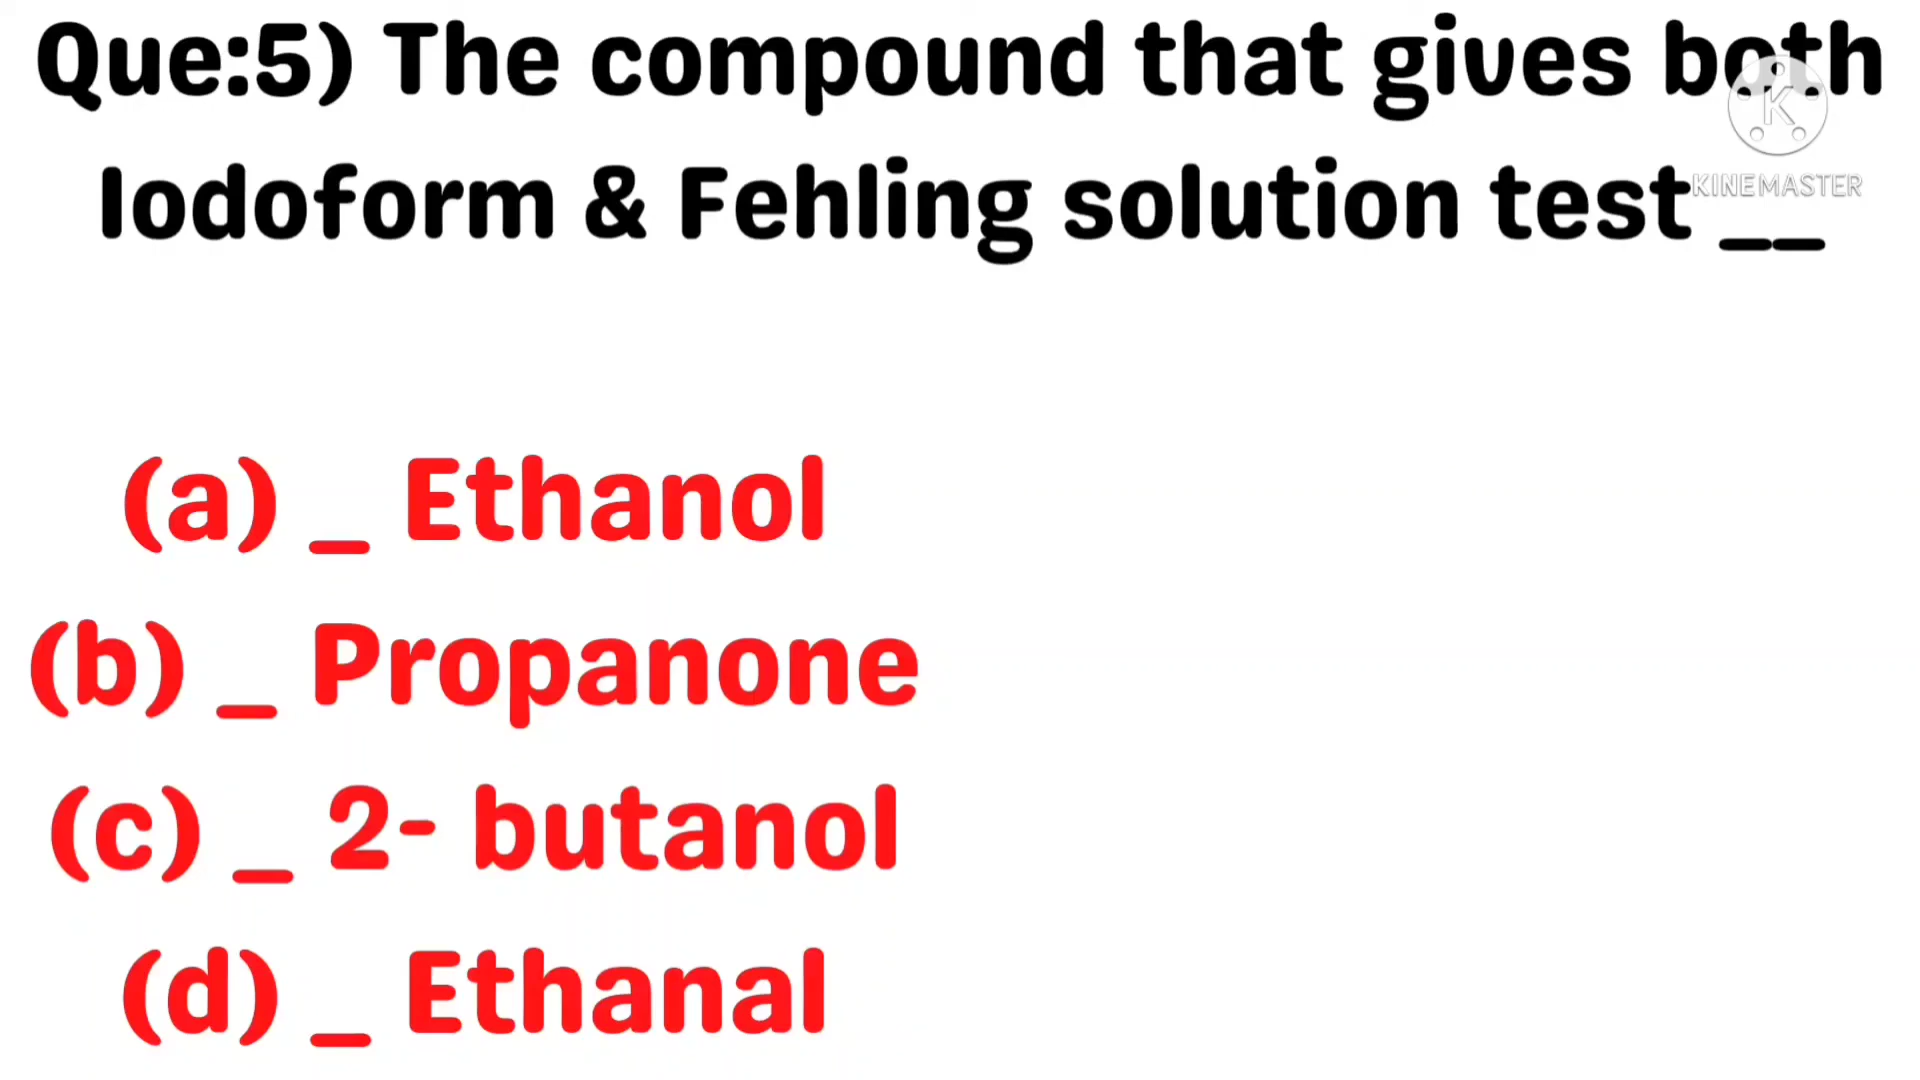 Que:5) The compound that gives both
Iodoform & Fehling solution test __
KINEMASTER
(a) _ Ethanol
(b) _ Propanone
(c) _ 2- butanol
(d) _ Ethanal